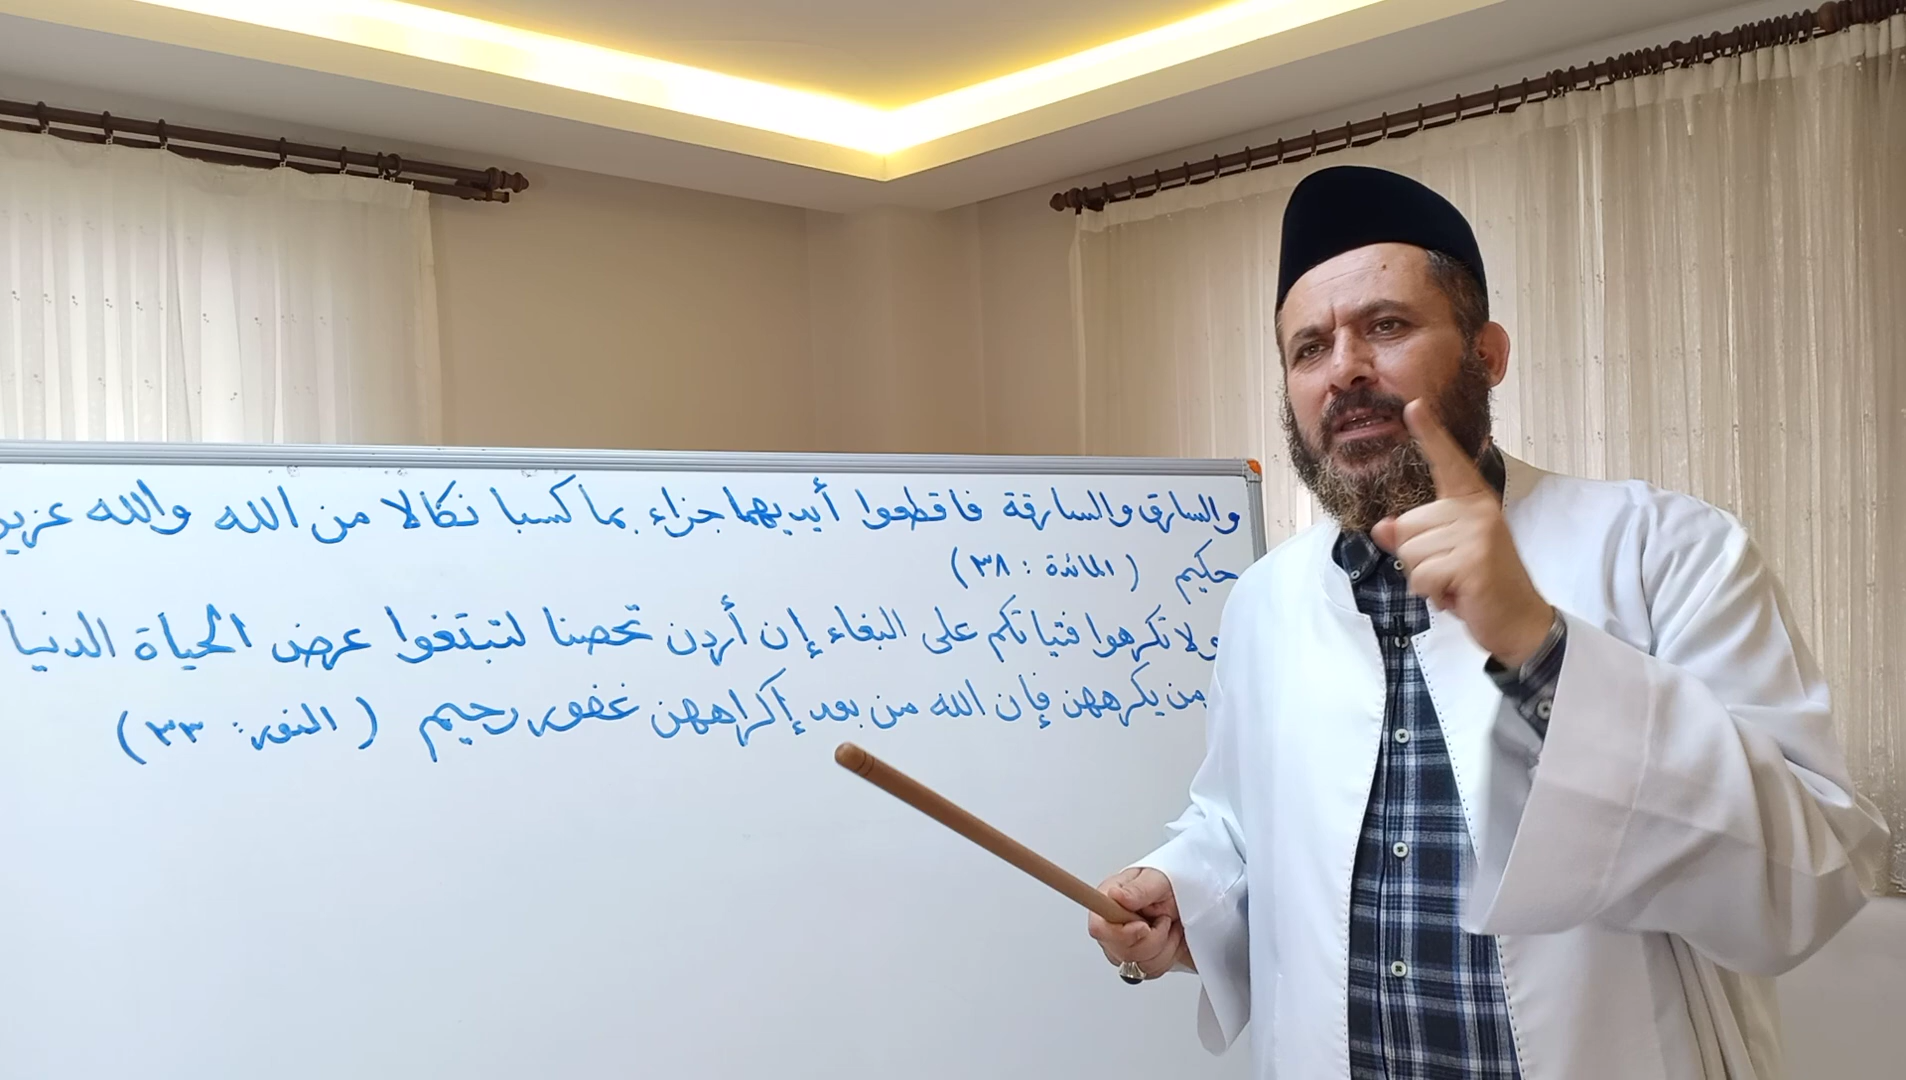 والسارق والسارقة فاقطعوا أيديهما جزاء بما كسبا نكالا من الله والله عزيز
حكيم (المائدة : ٣٨)
ولا تكرهوا فتياتكم على البغاء إن أردن تحصنا لتبتغوا عرض الحياة الدنيا
من يكرههن فإن الله من بعد إكراههن غفور رحيم (النور : ٣٣)